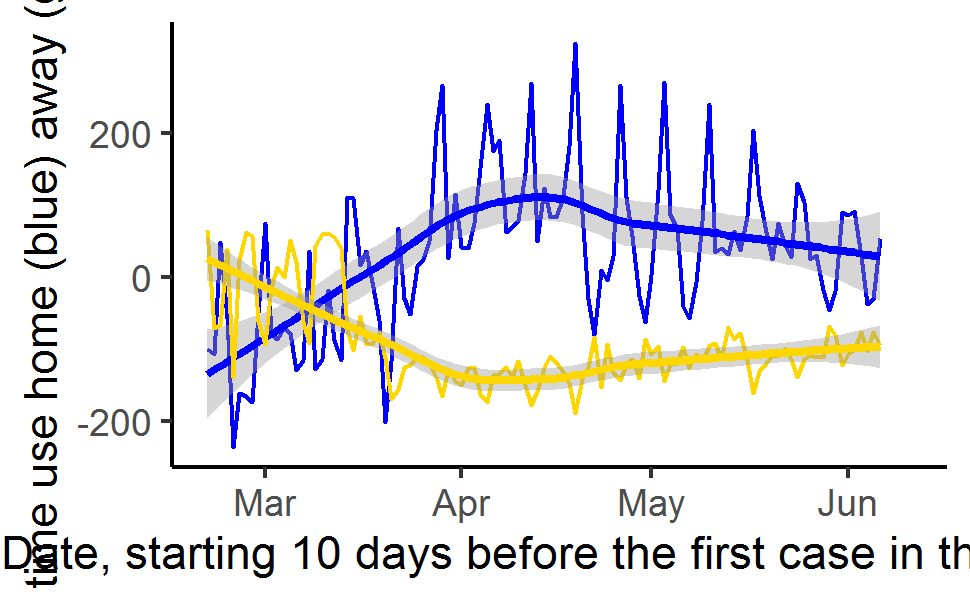 time use home (blue) away (
200
0
-200
Mar Apr May Jun
Date, starting 10 days before the first case in th